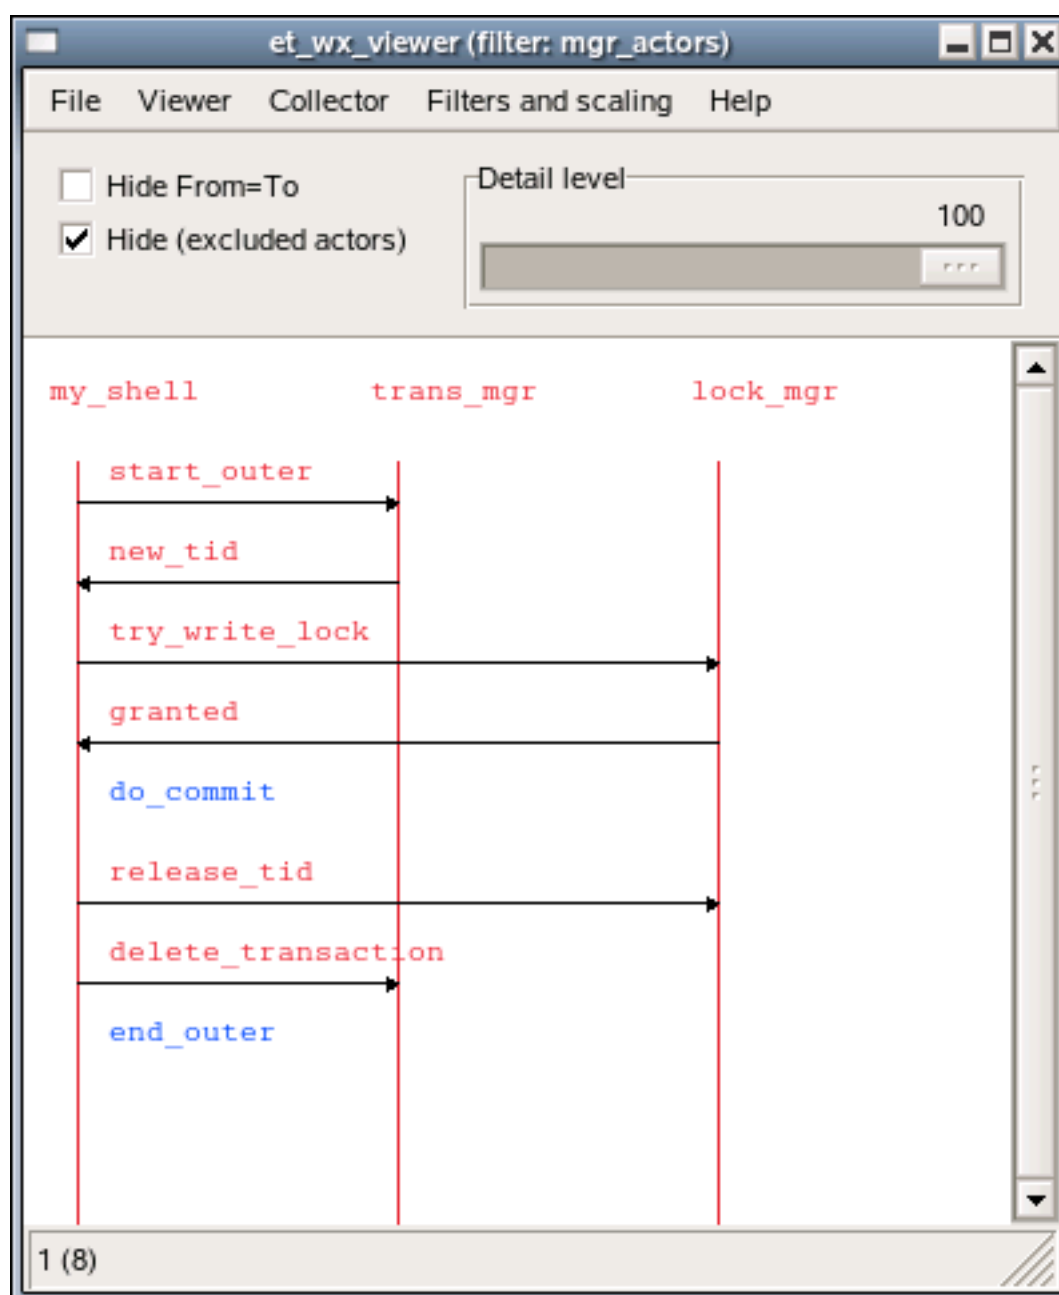 et_wx_viewer (filter: mgr_actors)
File Viewer Collector Filters and scaling Help
Hide From=To
Hide (excluded actors)
Detail level
100
my_shell trans_mgr lock_mgr
start_outer
new_tid
try_write_lock
granted
do_commit
release_tid
delete_transaction
end_outer
1 (8)